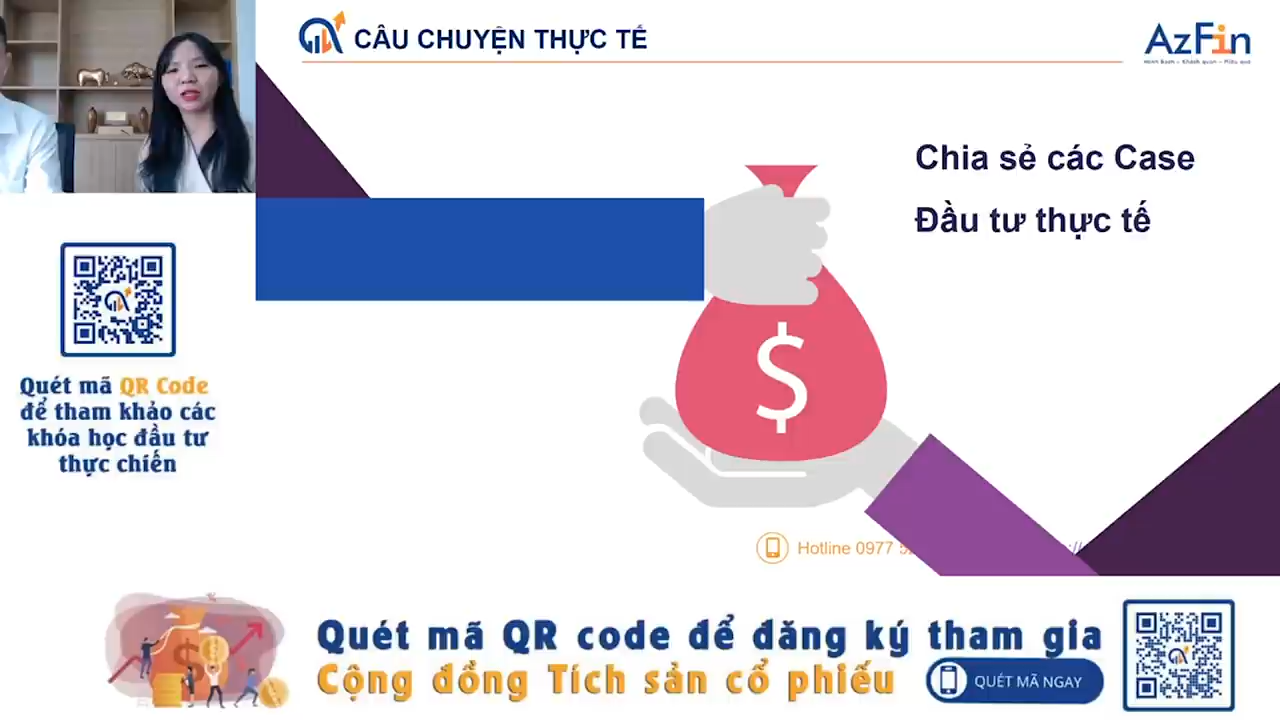 CÂU CHUYỆN THỰC TẾ
AzFin
Chia sẻ các Case
Đầu tư thực tế
$
Quét mã QR Code
để tham khảo các
khóa học đầu tư
thực chiến
Hotline 0977
Quét mã QR code để đăng ký tham gia
Cộng đồng Tích sản cổ phiếu
QUÉT MÃ NGAY